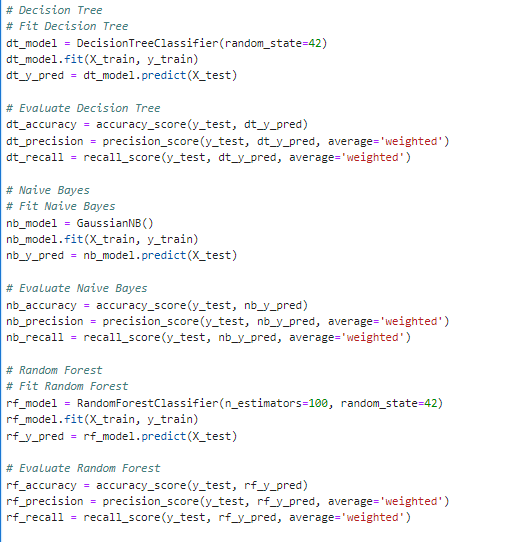 # Decision Tree
# Fit Decision Tree
dt_model = DecisionTreeClassifier(random_state=42)
dt_model.fit(X_train, y_train)
dt_y_pred = dt_model.predict(X_test)
# Evaluate Decision Tree
dt_accuracy = accuracy_score(y_test, dt_y_pred)
dt_precision = precision_score(y_test, dt_y_pred, average='weighted')
dt_recall = recall_score(y_test, dt_y_pred, average='weighted')
# Naive Bayes
# Fit Naive Bayes
nb_model = GaussianNB()
nb_model.fit(X_train, y_train)
nb_y_pred = nb_model.predict(X_test)
# Evaluate Naive Bayes
nb_accuracy = accuracy_score(y_test, nb_y_pred)
nb_precision = precision_score(y_test, nb_y_pred, average='weighted')
nb_recall = recall_score(y_test, nb_y_pred, average='weighted')
# Random Forest
# Fit Random Forest
rf_model = RandomForestClassifier(n_estimators=100, random_state=42)
rf_model.fit(X_train, y_train)
rf_y_pred = rf_model.predict(X_test)
# Evaluate Random Forest
rf_accuracy = accuracy_score(y_test, rf_y_pred)
rf_precision = precision_score(y_test, rf_y_pred, average='weighted')
rf_recall = recall_score(y_test, rf_y_pred, average='weighted')